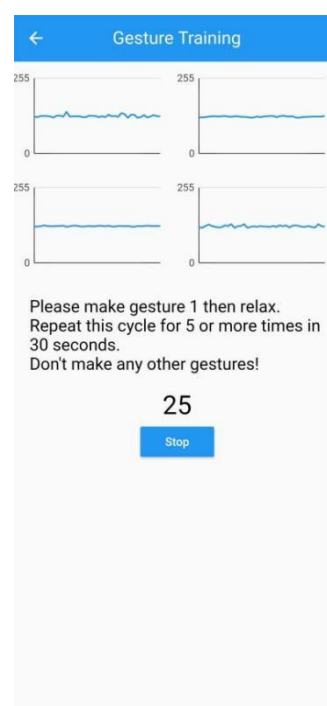 Gesture Training
255
255
0
0
255
255
0
0
Please make gesture 1 then relax.
Repeat this cycle for 5 or more times in
30 seconds.
Don't make any other gestures!
25
Stop